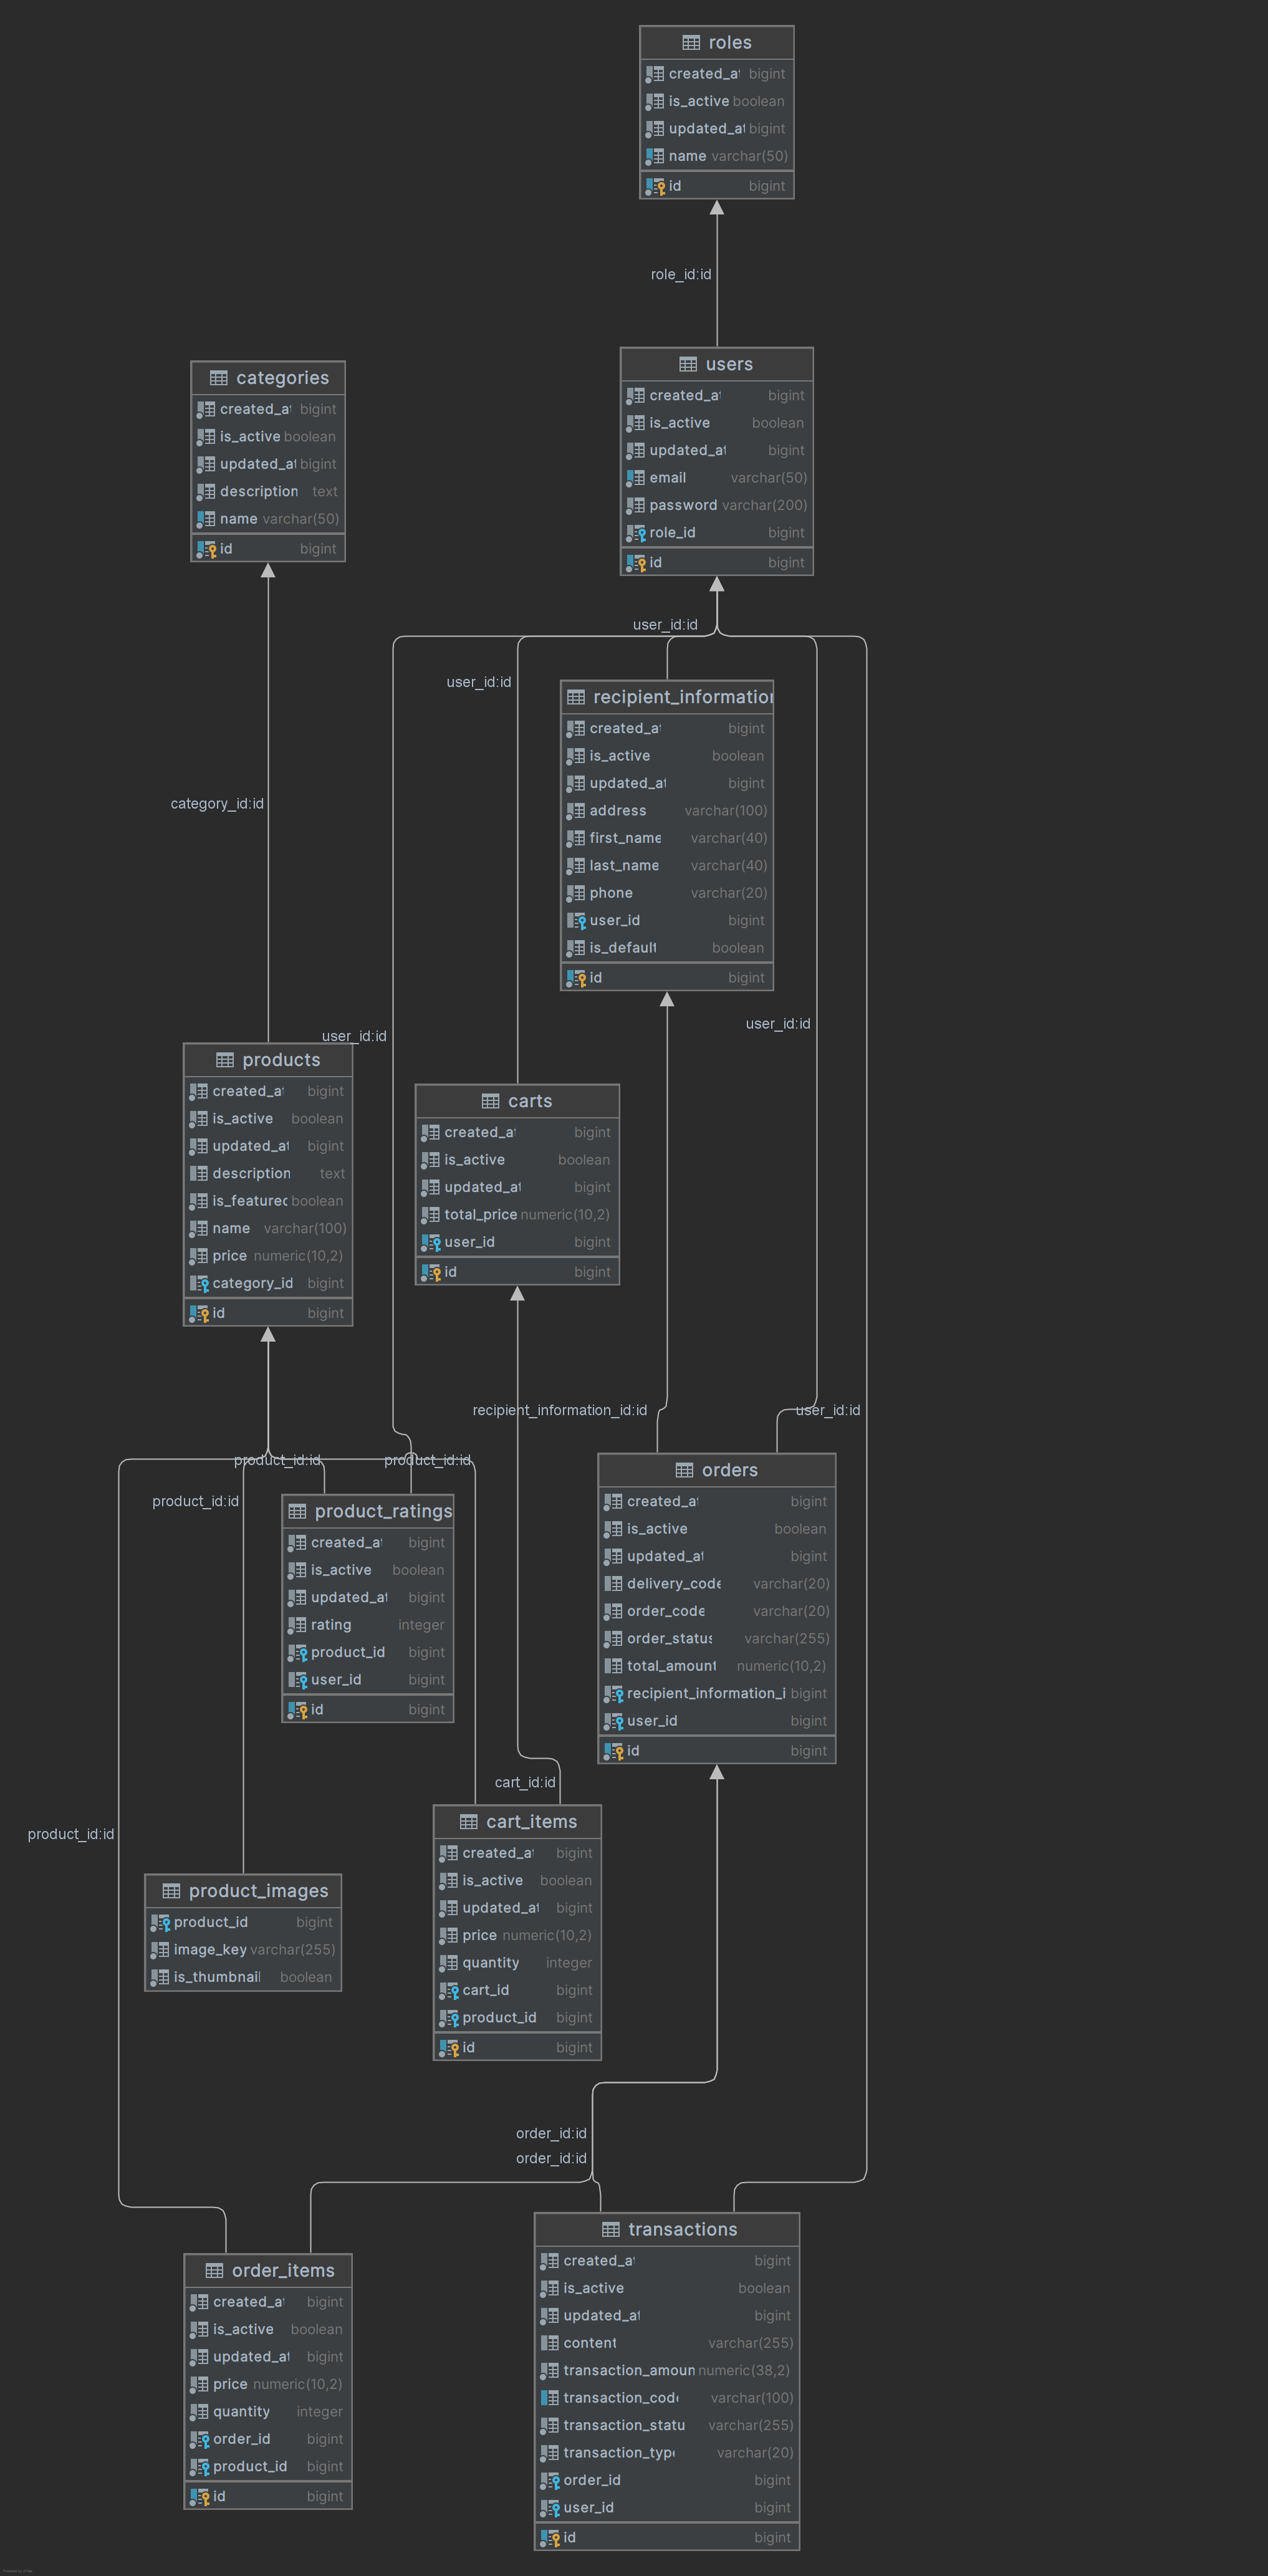 roles
created_at bigint
is_active boolean
updated_at bigint
name varchar(50)
id bigint
role_id:id
users
created_at bigint
is_active boolean
updated_at bigint
email varchar(50)
password varchar(200)
role_id bigint
id bigint
categories
created_at bigint
is_active boolean
updated_at bigint
description text
name varchar(50)
id bigint
user_id:id
user_id:id
recipient_information
created_at bigint
is_active boolean
updated_at bigint
address varchar(100)
first_name varchar(40)
last_name varchar(40)
phone varchar(20)
user_id bigint
is_default boolean
id bigint
category_id:id
user_id:id
user_id:id
products
created_at bigint
is_active boolean
updated_at bigint
description text
is_featured boolean
name varchar(100)
price numeric(10,2)
category_id bigint
id bigint
carts
created_at bigint
is_active boolean
updated_at bigint
total_price numeric(10,2)
user_id bigint
id bigint
recipient_information_id:id
user_id:id
product_id:id
product_id:id
product_id:id
product_ratings
created_at bigint
is_active boolean
updated_at bigint
rating integer
product_id bigint
user_id bigint
id bigint
orders
created_at bigint
is_active boolean
updated_at bigint
delivery_code varchar(20)
order_code varchar(20)
order_status varchar(255)
total_amount numeric(10,2)
recipient_information_i bigint
user_id bigint
id bigint
cart_id:id
product_id:id
cart_items
created_at bigint
is_active boolean
updated_at bigint
price numeric(10,2)
quantity integer
cart_id bigint
product_id bigint
id bigint
product_images
product_id bigint
image_key varchar(255)
is_thumbnail boolean
order_id:id
order_id:id
order_items
created_at bigint
is_active boolean
updated_at bigint
price numeric(10,2)
quantity integer
order_id bigint
product_id bigint
id bigint
transactions
created_at bigint
is_active boolean
updated_at bigint
content varchar(255)
transaction_amoun numeric(38,2)
transaction_code varchar(100)
transaction_statu varchar(255)
transaction_type varchar(20)
order_id bigint
user_id bigint
id bigint